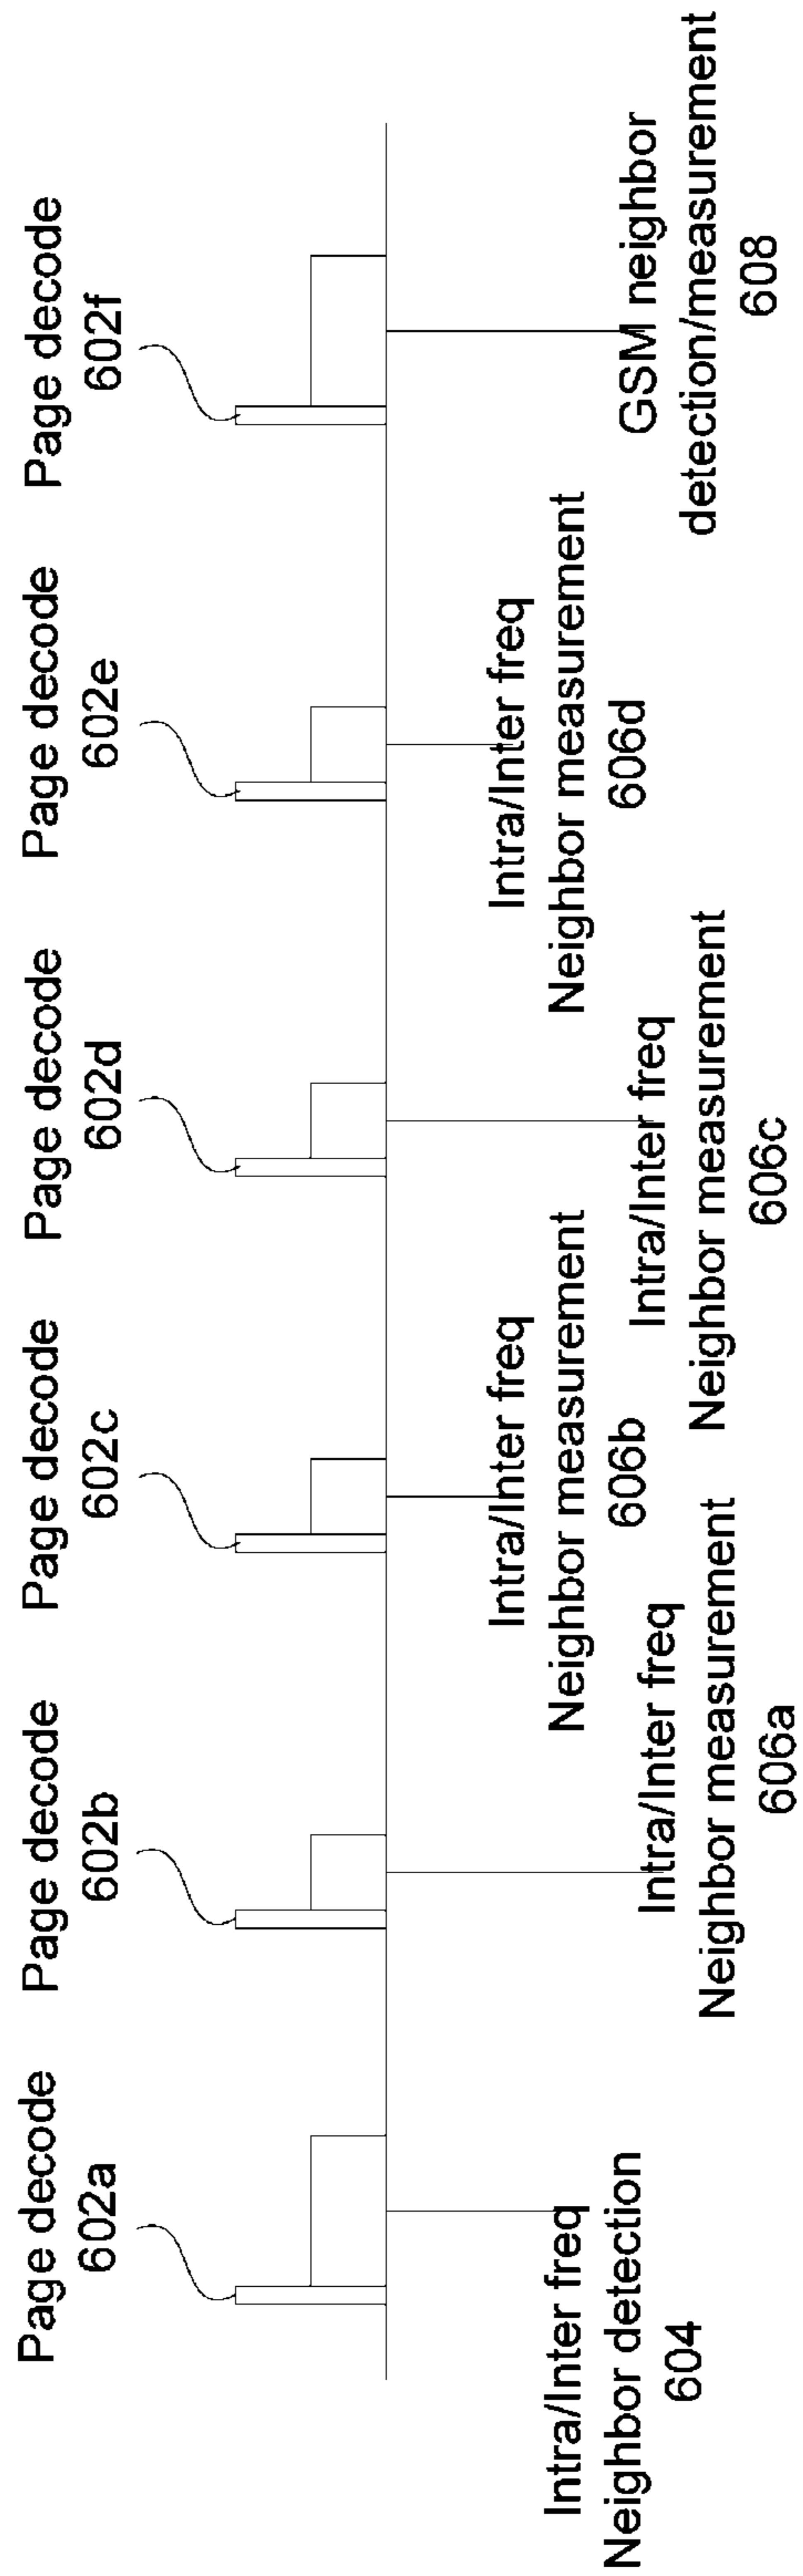 Page decode
602a
Page decode
602b
Page decode
602c
Page decode
602d
Page decode
602e
Page decode
602f
Intra/Inter freq
Neighbor detection
604
Intra/Inter freq
Neighbor measurement
606a
Intra/Inter freq
Neighbor measurement
606b
Intra/Inter freq
Neighbor measurement
606c
Intra/Inter freq
Neighbor measurement
606d
GSM neighbor
detection/measurement
608